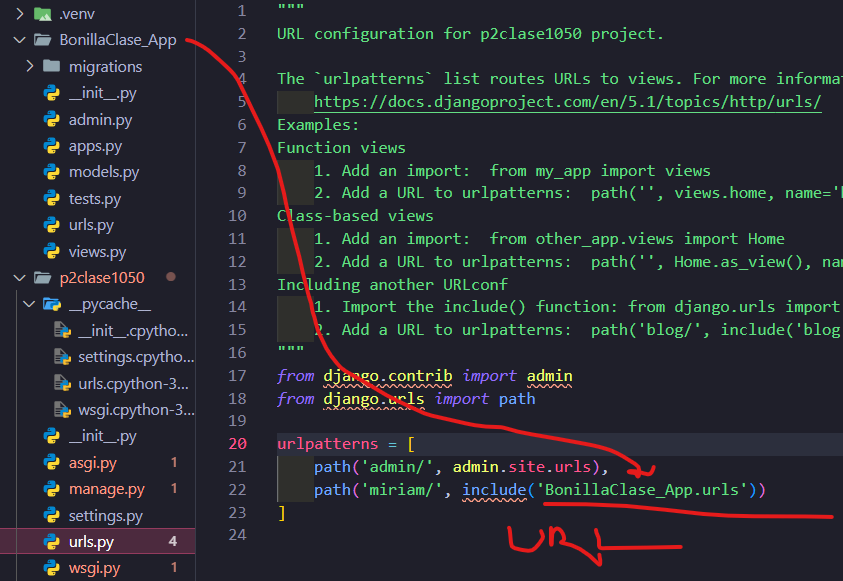 .venv
BonillaClase_App
migrations
__init__.py
admin.py
apps.py
models.py
tests.py
urls.py
views.py
p2clase1050
__pycache__
__init__.cpytho...
settings.cpytho...
urls.cpython-3...
wsgi.cpython-3...
__init__.py
asgi.py 1
manage.py 1
settings.py
urls.py 4
wsgi.py 1
1 """
2 URL configuration for p2clase1050 project.
3
4 The `urlpatterns` list routes URLs to views. For more informat
5 https://docs.djangoproject.com/en/5.1/topics/http/urls/
6 Examples:
7 Function views
8 1. Add an import:  from my_app import views
9 2. Add a URL to urlpatterns:  path('', views.home, name='h
10 Class-based views
11 1. Add an import:  from other_app.views import Home
12 2. Add a URL to urlpatterns:  path('', Home.as_view(), nam
13 Including another URLconf
14 1. Import the include() function: from django.urls import
15 2. Add a URL to urlpatterns:  path('blog/', include('blog
16 """
17 from django.contrib import admin
18 from django.urls import path
19
20 urlpatterns = [
21 path('admin/', admin.site.urls),
22 path('miriam/', include('BonillaClase_App.urls'))
23 ]
24